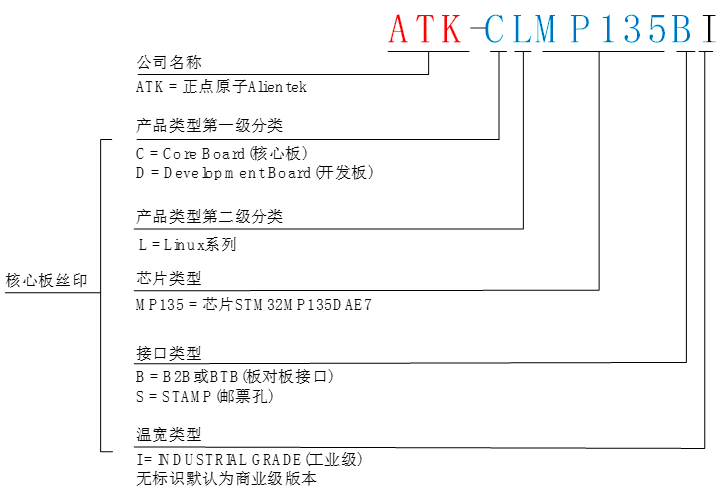 ATK-CLMP135BI
公司名称
ATK = 正点原子Alientek
产品类型第一级分类
C = Core Board(核心板)
D = Development Board(开发板)
产品类型第二级分类
L = Linux系列
核心板丝印
芯片类型
MP135 = 芯片STM32MP135DAE7
接口类型
B = B2B或BTB(板对板接口)
S = STAMP(邮票孔)
温宽类型
I= INDUSTRIAL GRADE(工业级)
无标识默认为商业级版本